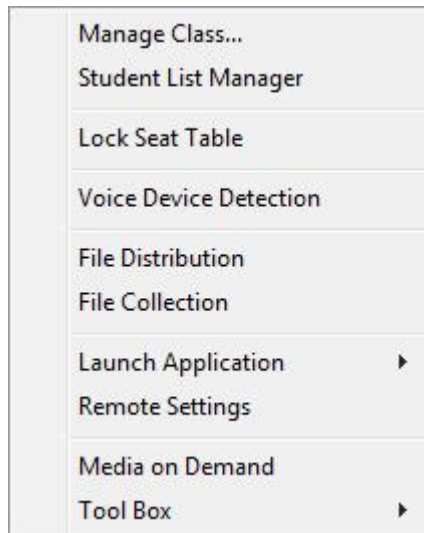 Manage Class...
Student List Manager
Lock Seat Table
Voice Device Detection
File Distribution
File Collection
Launch Application
Remote Settings
Media on Demand
Tool Box